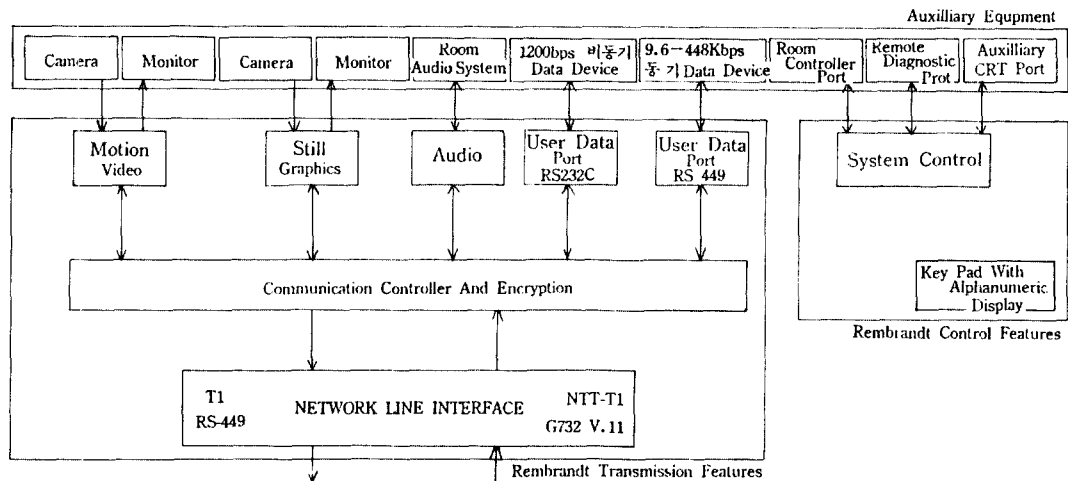 Auxilliary Equpment
Camera
Monitor
Camera
Monitor
Room
Audio System
1200bps 비동기
Data Device
9.6-448Kbps
동기 Data Device
Room
Controller
Port
Remote
Diagnostic
Prot
Auxilliary
CRT Port
Motion
Video
Still
Graphics
Audio
User Data
Port
RS232C
User Data
Port
RS 449
System Control
Communication Controller And Encryption
Key Pad With
Alphanumeric
Display
Rembrandt Control Features
T1
RS-449
NETWORK LINE INTERFACE
NTT-T1
G732 V.11
Rembrandt Transmission Features